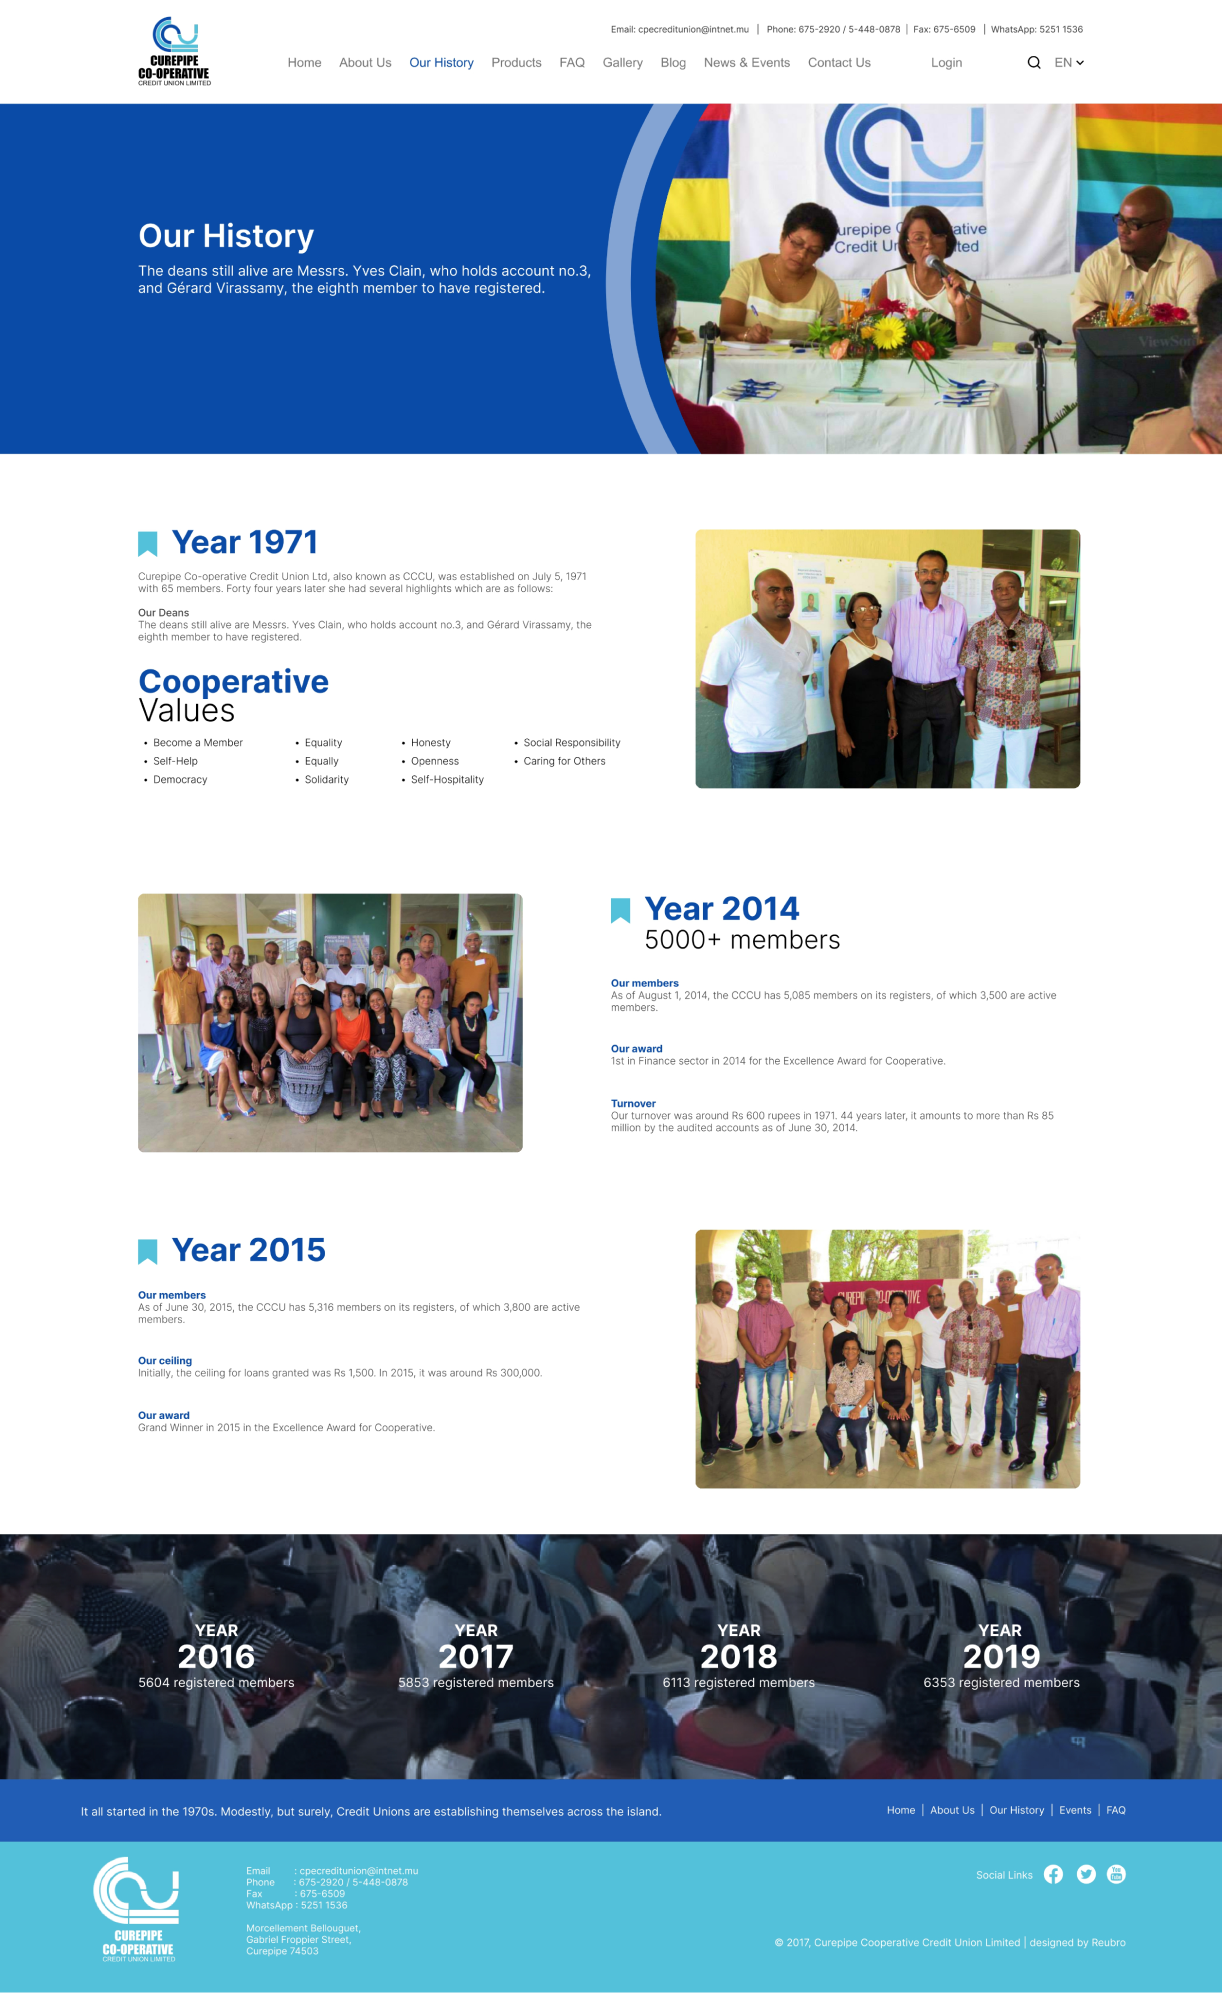 Email: cpecreditunion@intnet.mu | Phone: 675-2920 / 5-448-0878 | Fax: 675-6509 | WhatsApp: 5251 1536
CUREPIPE
CO-OPERATIVE
CREDIT UNION LIMITED
Home About Us Our History Products FAQ Gallery Blog News & Events Contact Us Login EN
Our History
The deans still alive are Messrs. Yves Clain, who holds account no.3,
and Gérard Virassamy, the eighth member to have registered.
ViewSonic
Year 1971
Curepipe Co-operative Credit Union Ltd, also known as CCCU, was established on July 5, 1971
with 65 members. Forty four years later she had several highlights which are as follows:
Our Deans
The deans still alive are Messrs. Yves Clain, who holds account no.3, and Gérard Virassamy, the
eighth member to have registered.
Cooperative
Values
• Become a Member • Equality • Honesty • Social Responsibility
• Self-Help • Equally • Openness • Caring for Others
• Democracy • Solidarity • Self-Hospitality
Year 2014
5000+ members
Our members
As of August 1, 2014, the CCCU has 5,085 members on its registers, of which 3,500 are active
members.
Our award
1st in Finance sector in 2014 for the Excellence Award for Cooperative.
Turnover
Our turnover was around Rs 600 rupees in 1971. 44 years later, it amounts to more than Rs 85
million by the audited accounts as of June 30, 2014.
Year 2015
Our members
As of June 30, 2015, the CCCU has 5,316 members on its registers, of which 3,800 are active
members.
Our ceiling
Initially, the ceiling for loans granted was Rs 1,500. In 2015, it was around Rs 300,000.
Our award
Grand Winner in 2015 in the Excellence Award for Cooperative.
YEAR
2016
5604 registered members
YEAR
2017
5853 registered members
YEAR
2018
6113 registered members
YEAR
2019
6353 registered members
It all started in the 1970s. Modestly, but surely, Credit Unions are establishing themselves across the island.
Home | About Us | Our History | Events | FAQ
CUREPIPE
CO-OPERATIVE
CREDIT UNION LIMITED
Email : cpecreditunion@intnet.mu
Phone : 675-2920 / 5-448-0878
Fax : 675-6509
WhatsApp : 5251 1536
Morcellement Bellouguet,
Gabriel Froppier Street,
Curepipe 74503
Social Links
You
Tube
© 2017, Curepipe Cooperative Credit Union Limited | designed by Reubro